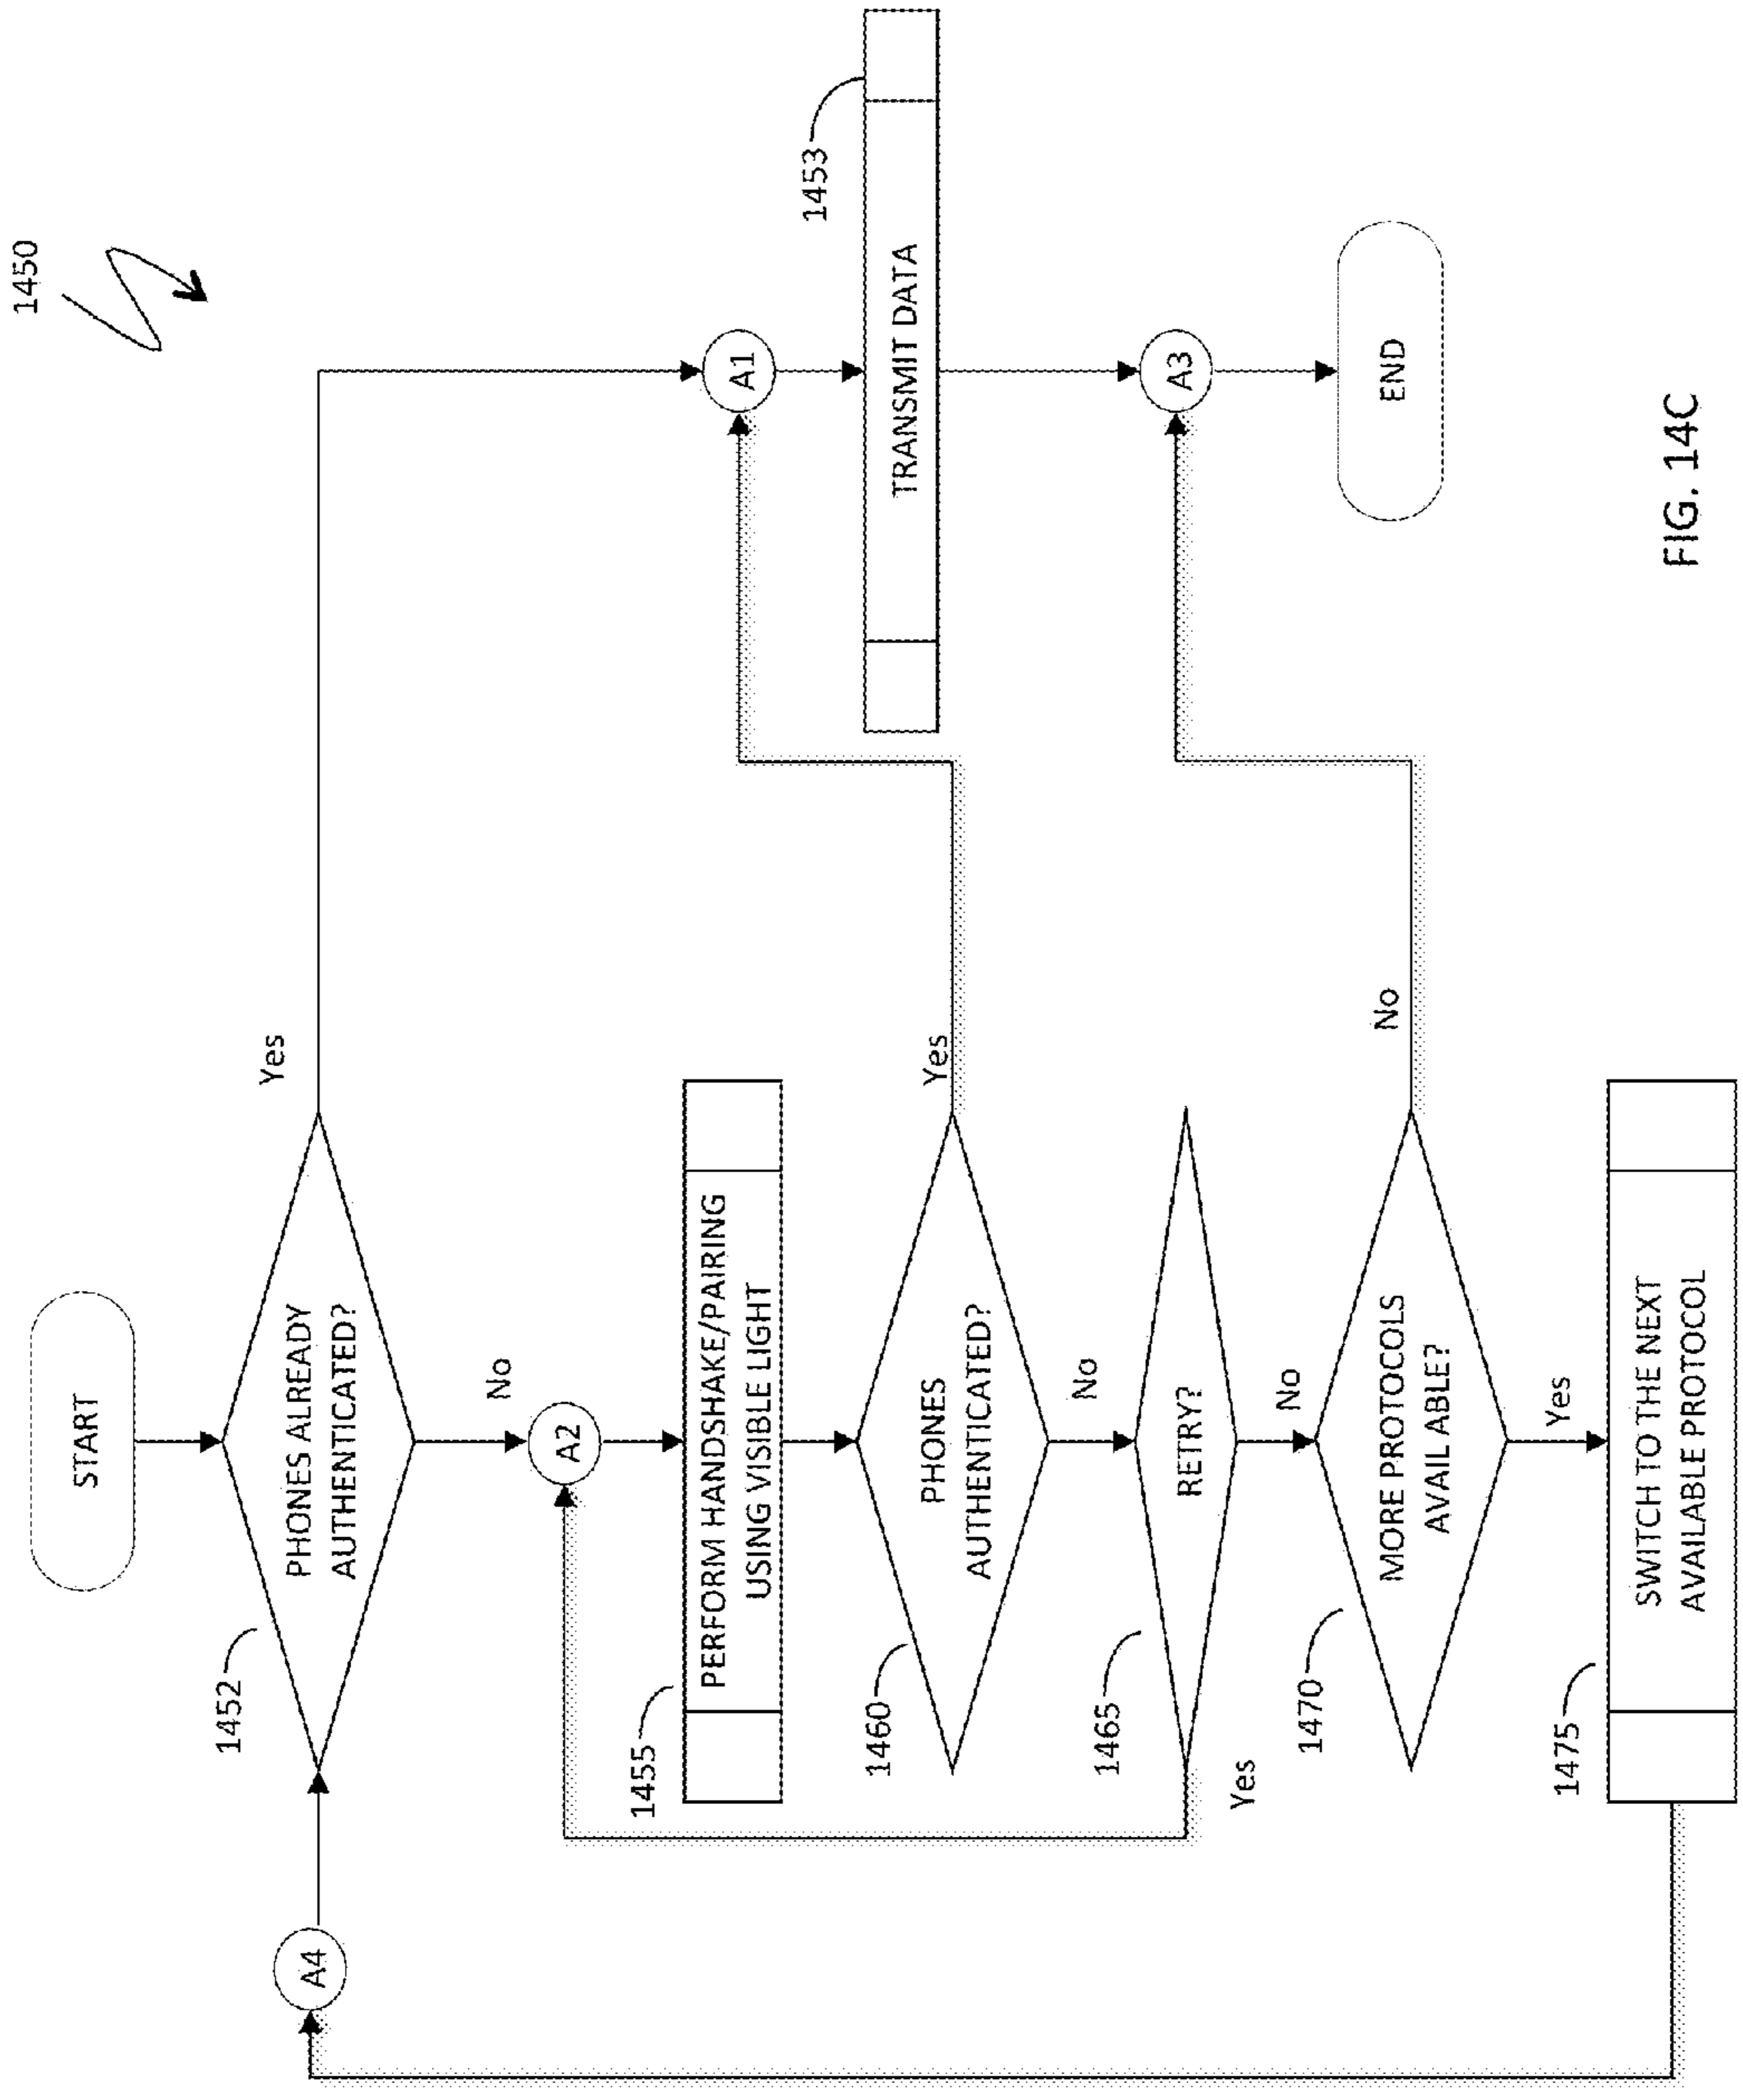 1450
START
1452
PHONES ALREADY
AUTHENTICATED?
Yes
No
A4
A2
A1
1455
PERFORM HANDSHAKE/PAIRING
USING VISIBLE LIGHT
1453
TRANSMIT DATA
1460
PHONES
AUTHENTICATED?
Yes
No
1465
RETRY?
Yes
No
A3
1470
MORE PROTOCOLS
AVAILABLE?
No
Yes
END
1475
SWITCH TO THE NEXT
AVAILABLE PROTOCOL
FIG. 14C